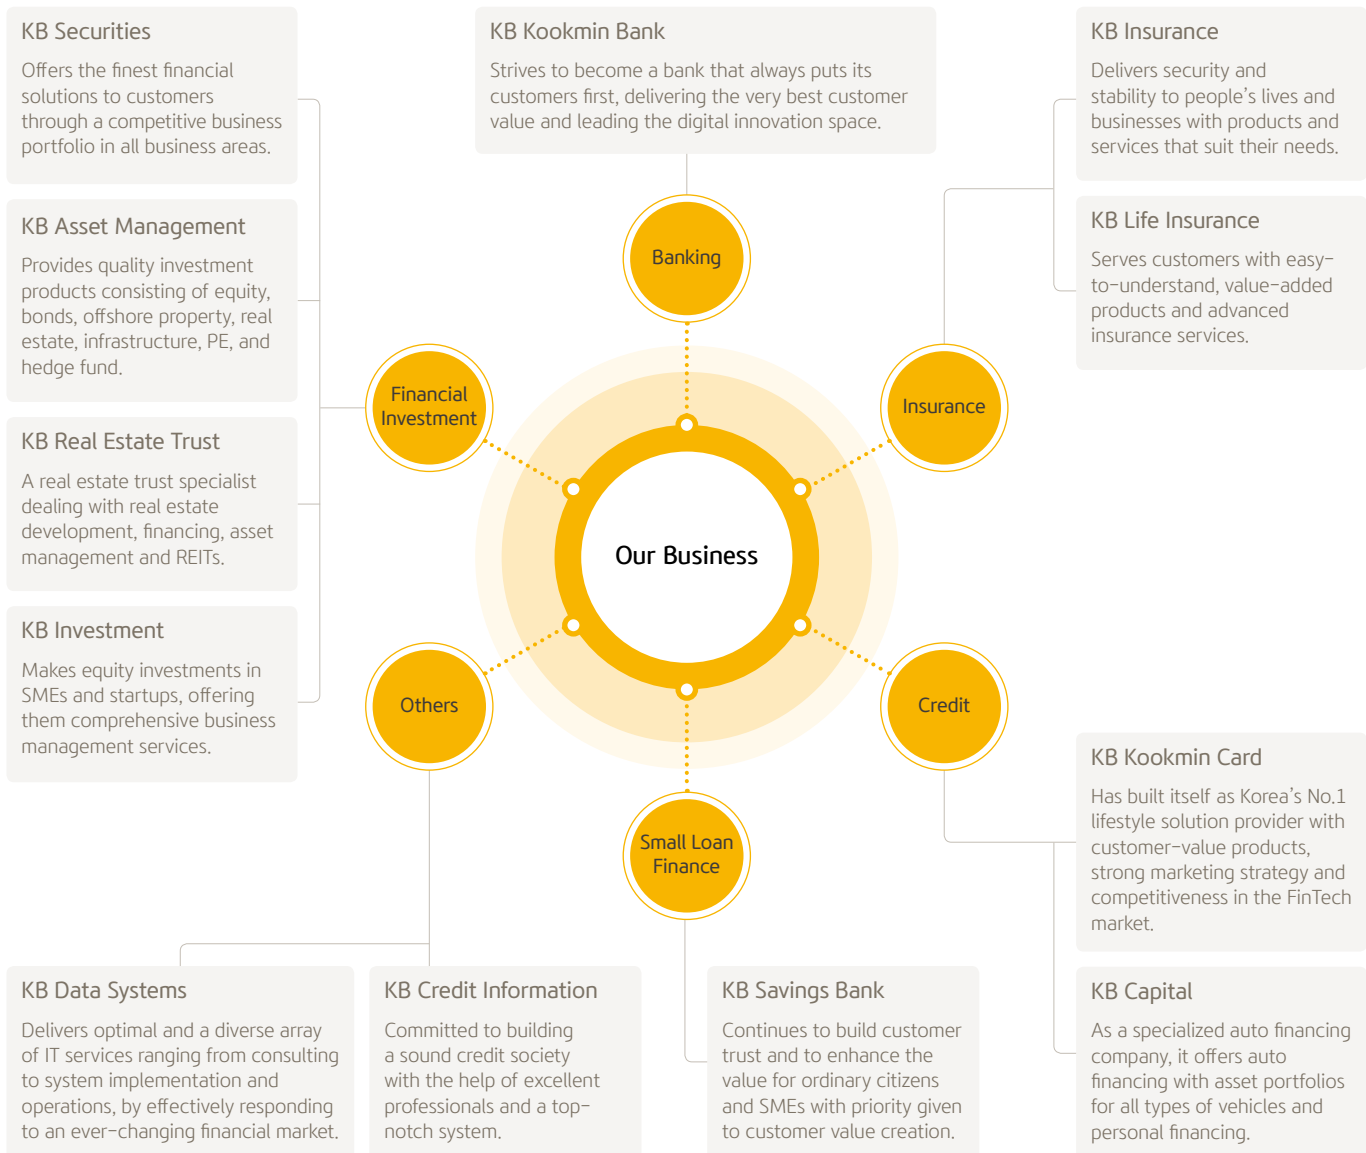 KB Securities
Offers the finest financial
solutions to customers
through a competitive business
portfolio in all business areas.
KB Asset Management
Provides quality investment
products consisting of equity,
bonds, offshore property, real
estate, infrastructure, PE, and
hedge fund.
KB Real Estate Trust
A real estate trust specialist
dealing with real estate
development, financing, asset
management and REITs.
KB Investment
Makes equity investments in
SMEs and startups, offering
them comprehensive business
management services.
KB Kookmin Bank
Strives to become a bank that always puts its
customers first, delivering the very best customer
value and leading the digital innovation space.
KB Insurance
Delivers security and
stability to people's lives and
businesses with products and
services that suit their needs.
KB Life Insurance
Serves customers with easy-
to-understand, value-added
products and advanced
insurance services.
Banking
Financial
Investment
Insurance
Our Business
Others
Credit
Small Loan
Finance
KB Kookmin Card
Has built itself as Korea's No.1
lifestyle solution provider with
customer-value products,
strong marketing strategy and
competitiveness in the FinTech
market.
KB Data Systems
Delivers optimal and a diverse array
of IT services ranging from consulting
to system implementation and
operations, by effectively responding
to an ever-changing financial market.
KB Credit Information
Committed to building
a sound credit society
with the help of excellent
professionals and a top-
notch system.
KB Savings Bank
Continues to build customer
trust and to enhance the
value for ordinary citizens
and SMEs with priority given
to customer value creation.
KB Capital
As a specialized auto financing
company, it offers auto
financing with asset portfolios
for all types of vehicles and
personal financing.